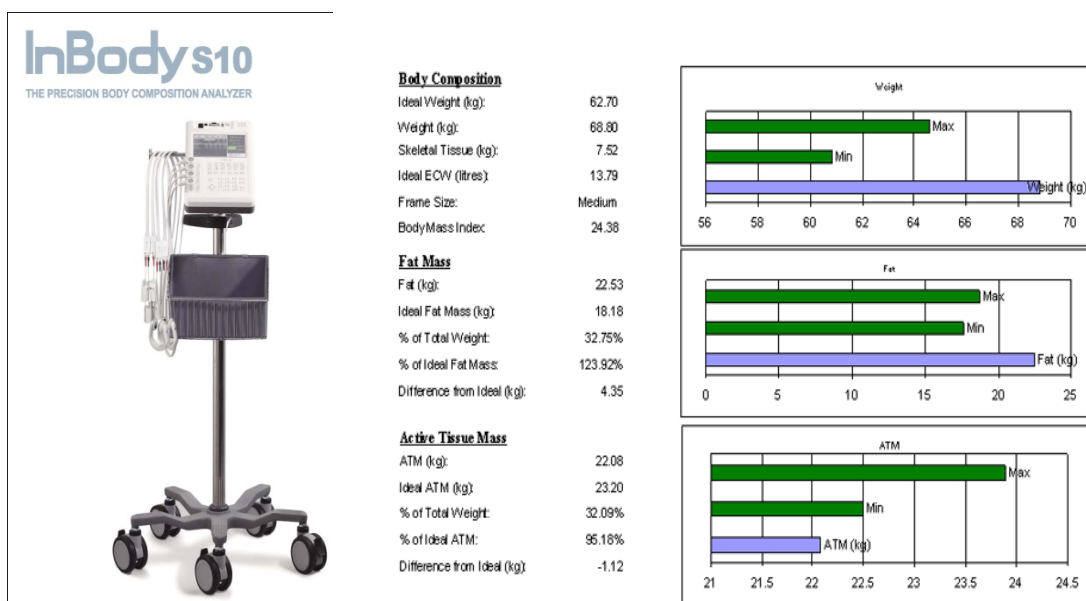 InBody S10
THE PRECISION BODY COMPOSITION ANALYZER
Body Composition
Ideal Weight (kg): 62.70
Weight (kg): 68.80
Skeletal Tissue (kg): 7.52
Ideal ECW (litres): 13.79
Frame Size: Medium
Body Mass Index: 24.38
Fat Mass
Fat (kg): 22.53
Ideal Fat Mass (kg): 18.18
% of Total Weight: 32.75%
% of Ideal Fat Mass: 123.92%
Difference from Ideal (kg): 4.35
Active Tissue Mass
ATM (kg): 22.08
Ideal ATM (kg): 23.20
% of Total Weight: 32.09%
% of Ideal ATM: 95.18%
Difference from Ideal (kg): -1.12
Weight
Max
Min
Weight (kg)
56 58 60 62 64 66 68 70
Fat
Max
Min
Fat (kg)
0 5 10 15 20 25
ATM
Max
Min
ATM (kg)
21 21.5 22 22.5 23 23.5 24 24.5